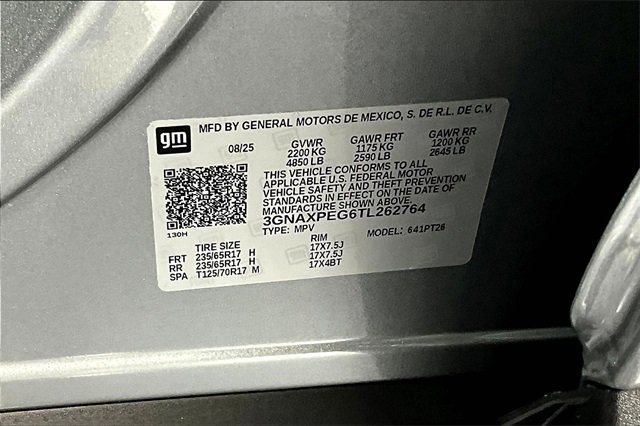 gm
MFD BY GENERAL MOTORS DE MEXICO, S. DE R.L. DE C.V.
08/25 GVWR GAWR FRT GAWR RR
2200 KG 1175 KG 1200 KG
4850 LB 2590 LB 2645 LB
THIS VEHICLE CONFORMS TO ALL
APPLICABLE U.S. FEDERAL MOTOR
VEHICLE SAFETY AND THEFT PREVENTION
STANDARDS IN EFFECT ON THE DATE OF
MANUFACTURE SHOWN ABOVE.
3GNAXPEG6TL262764
TYPE: MPV MODEL: 641PT26
130H
TIRE SIZE RIM
FRT 235/65R17 H 17X7.5J
RR 235/65R17 H 17X7.5J
SPA T125/70R17 M 17X4BT